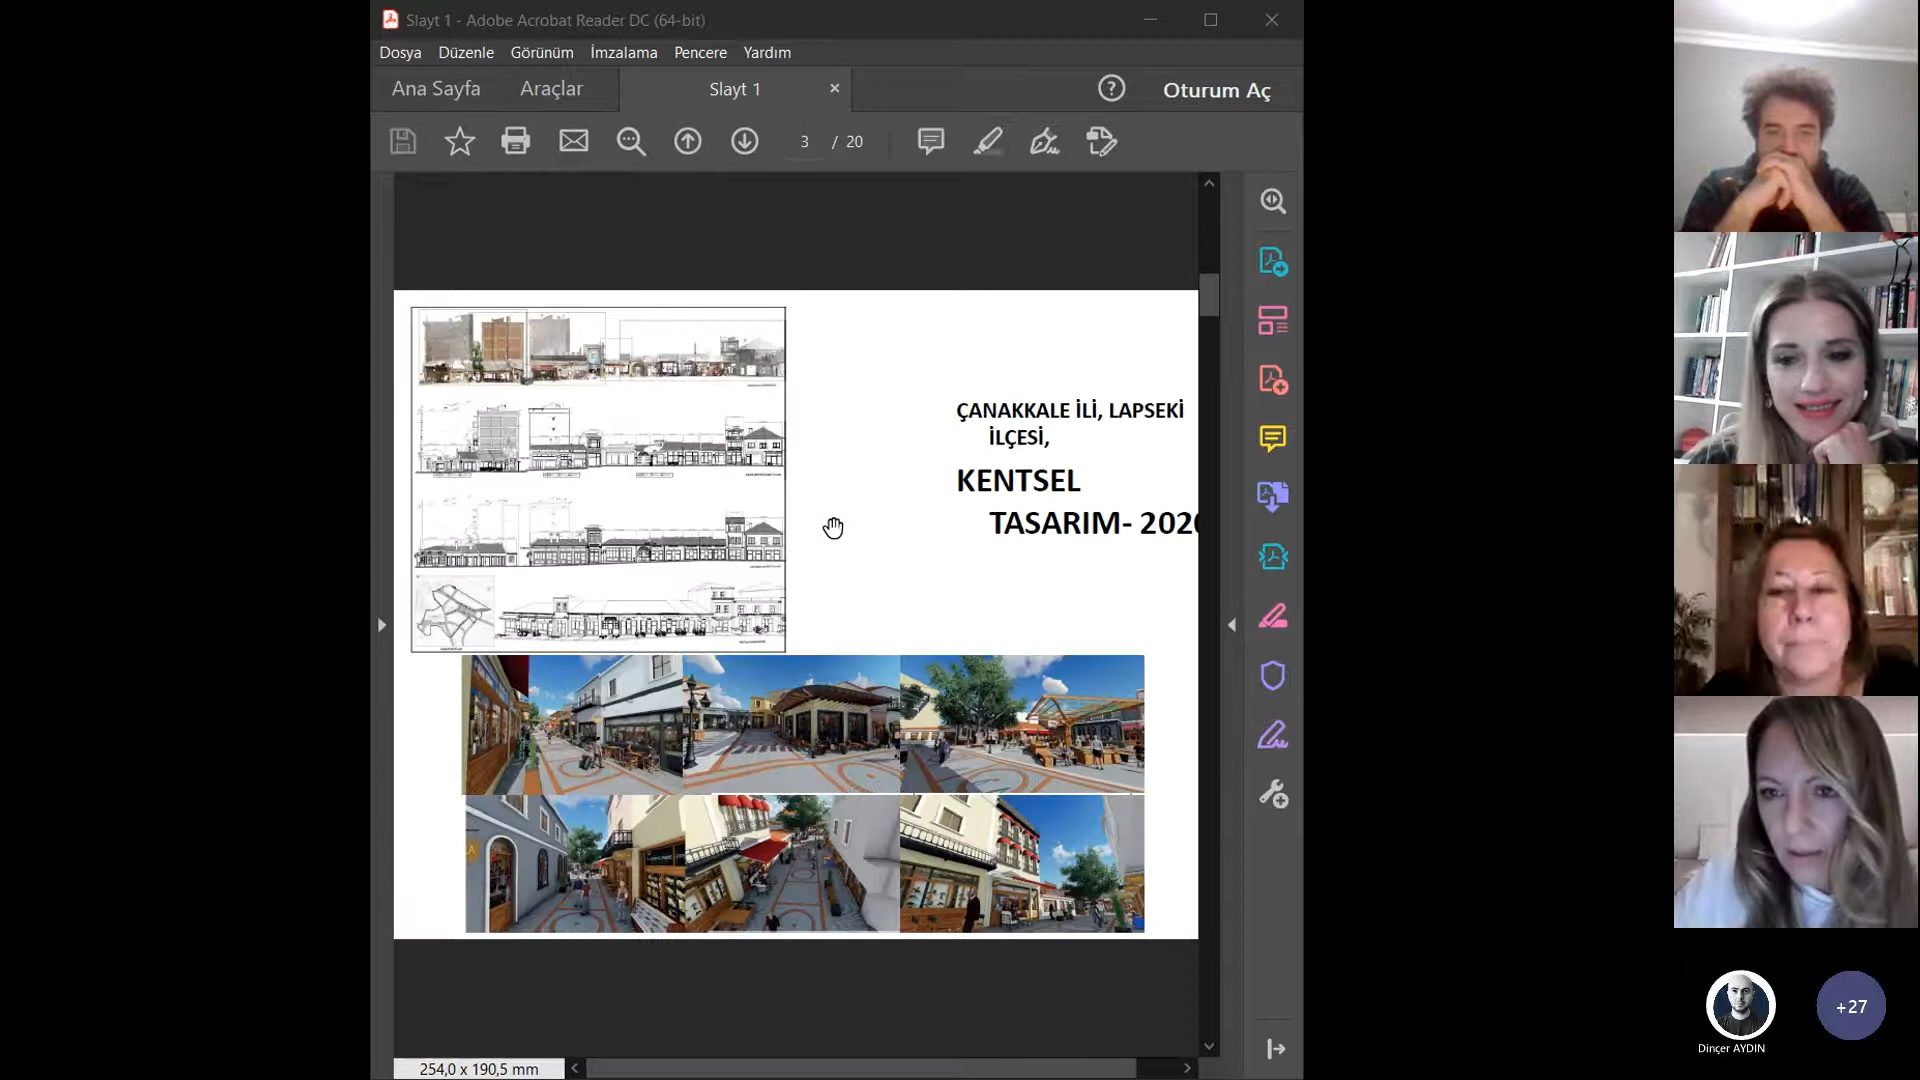 Slayt 1 - Adobe Acrobat Reader DC (64-bit)
Dosya Düzenle Görünüm İmzalama Pencere Yardım
Ana Sayfa Araçlar Slayt 1 Oturum Aç
3 / 20
ÇANAKKALE İLİ, LAPSEKİ
İLÇESİ,
KENTSEL
TASARIM- 2020
254,0 x 190,5 mm
+27
Dinçer AYDIN